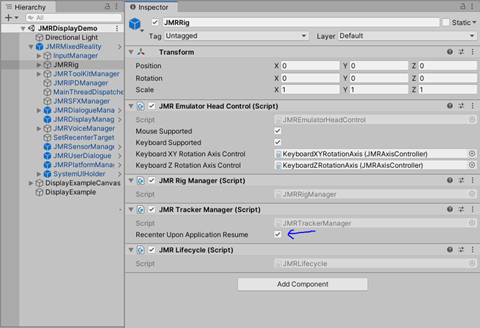 Hierarchy
All
JMRDisplayDemo
Directional Light
JMRMixedReality
InputManager
JMRRig
JMRToolKitManager
JMRIPDManager
MainThreadDispatche
JMRSFXManager
JMRDialogueMana
JMRDisplayManag
JMRVoiceManager
SetRecenterTarget
JMRSensorManag
JMRUserDialogue
JMRPlatformManag
SystemUIHolder
DisplayExampleCanvas
DisplayExample
Inspector
JMRRig
Static
Tag Untagged Layer Default
Transform
Position X 0 Y 0 Z 0
Rotation X 0 Y 0 Z 0
Scale X 1 Y 1 Z 1
JMR Emulator Head Control (Script)
Script JMREmulatorHeadControl
Mouse Supported
Keyboard Supported
Keyboard XY Rotation Axis Control KeyboardXYRotationAxis (JMRAxisController)
Keyboard Z Rotation Axis Control KeyboardZRotationAxis (JMRAxisController)
JMR Rig Manager (Script)
Script JMRRigManager
JMR Tracker Manager (Script)
Script JMRTrackerManager
Recenter Upon Application Resume
JMR Lifecycle (Script)
Script JMRLifecycle
Add Component